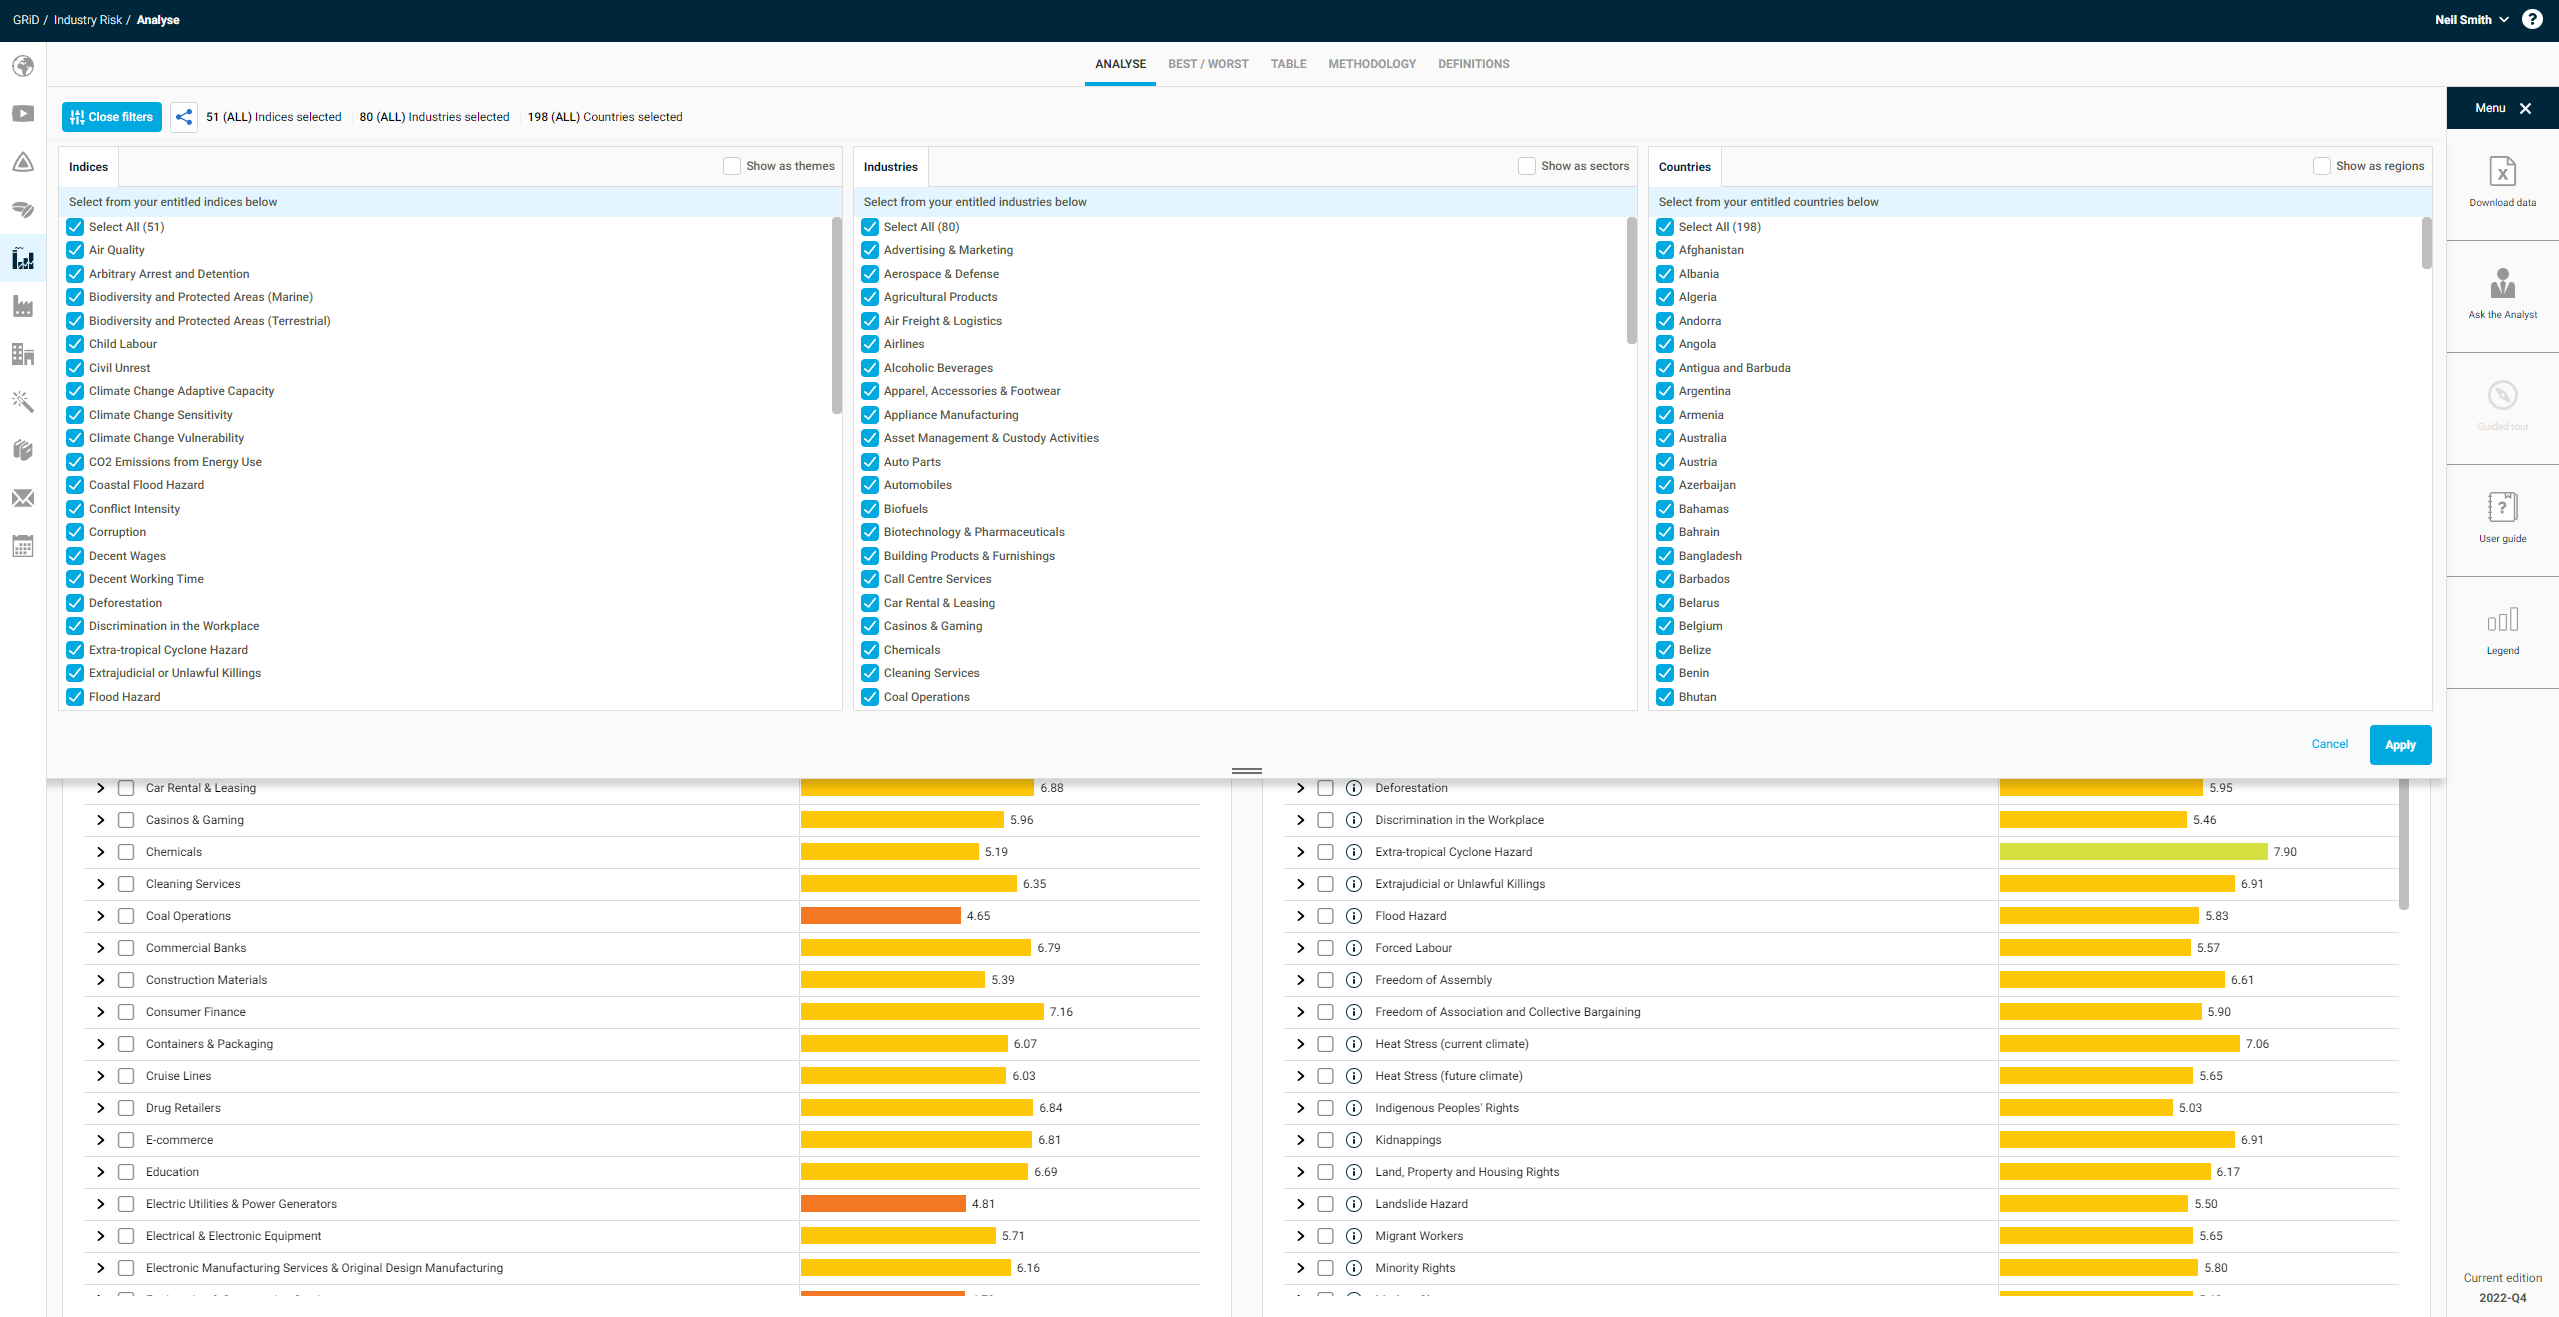 GRiD / Industry Risk / Analyse
Neil Smith
?
ANALYSE BEST / WORST TABLE METHODOLOGY DEFINITIONS
Close filters
51 (ALL) Indices selected
80 (ALL) Industries selected
198 (ALL) Countries selected
Menu
Indices
Show as themes
Select from your entitled indices below
Select All (51)
Air Quality
Arbitrary Arrest and Detention
Biodiversity and Protected Areas (Marine)
Biodiversity and Protected Areas (Terrestrial)
Child Labour
Civil Unrest
Climate Change Adaptive Capacity
Climate Change Sensitivity
Climate Change Vulnerability
CO2 Emissions from Energy Use
Coastal Flood Hazard
Conflict Intensity
Corruption
Decent Wages
Decent Working Time
Deforestation
Discrimination in the Workplace
Extra-tropical Cyclone Hazard
Extrajudicial or Unlawful Killings
Flood Hazard
Industries
Show as sectors
Select from your entitled industries below
Select All (80)
Advertising & Marketing
Aerospace & Defense
Agricultural Products
Air Freight & Logistics
Airlines
Alcoholic Beverages
Apparel, Accessories & Footwear
Appliance Manufacturing
Asset Management & Custody Activities
Auto Parts
Automobiles
Biofuels
Biotechnology & Pharmaceuticals
Building Products & Furnishings
Call Centre Services
Car Rental & Leasing
Casinos & Gaming
Chemicals
Cleaning Services
Coal Operations
Countries
Show as regions
Select from your entitled countries below
Select All (198)
Afghanistan
Albania
Algeria
Andorra
Angola
Antigua and Barbuda
Argentina
Armenia
Australia
Austria
Azerbaijan
Bahamas
Bahrain
Bangladesh
Barbados
Belarus
Belgium
Belize
Benin
Bhutan
Cancel
Apply
Car Rental & Leasing 6.88
Casinos & Gaming 5.96
Chemicals 5.19
Cleaning Services 6.35
Coal Operations 4.65
Commercial Banks 6.79
Construction Materials 5.39
Consumer Finance 7.16
Containers & Packaging 6.07
Cruise Lines 6.03
Drug Retailers 6.84
E-commerce 6.81
Education 6.69
Electric Utilities & Power Generators 4.81
Electrical & Electronic Equipment 5.71
Electronic Manufacturing Services & Original Design Manufacturing 6.16
Deforestation 5.95
Discrimination in the Workplace 5.46
Extra-tropical Cyclone Hazard 7.90
Extrajudicial or Unlawful Killings 6.91
Flood Hazard 5.83
Forced Labour 5.57
Freedom of Assembly 6.61
Freedom of Association and Collective Bargaining 5.90
Heat Stress (current climate) 7.06
Heat Stress (future climate) 5.65
Indigenous Peoples' Rights 5.03
Kidnappings 6.91
Land, Property and Housing Rights 6.17
Landslide Hazard 5.50
Migrant Workers 5.65
Minority Rights 5.80
Download data
Ask the Analyst
Guided tour
User guide
Legend
Current edition
2022-Q4